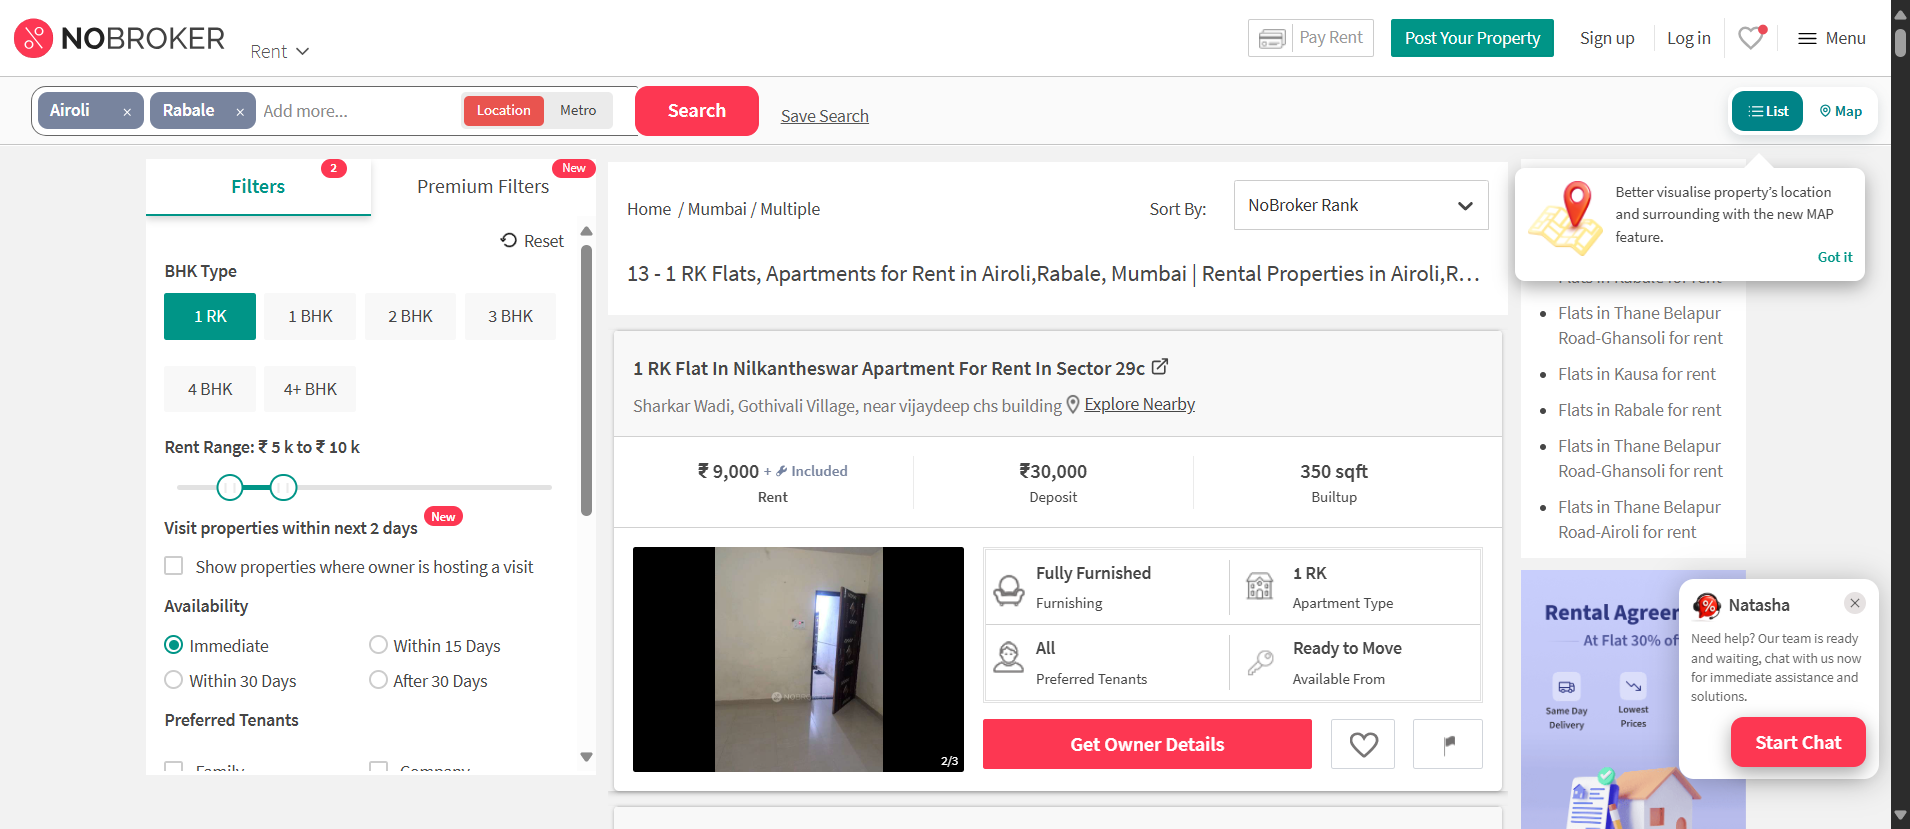 NOBROKER
Rent
Pay Rent
Post Your Property
Sign up
Log in
Menu
Airoli ×
Rabale ×
Add more...
Location
Metro
Search
Save Search
List
Map
Filters
2
Premium Filters
New
Reset
BHK Type
1 RK
1 BHK
2 BHK
3 BHK
4 BHK
4+ BHK
Rent Range: ₹ 5 k to ₹ 10 k
Visit properties within next 2 days
New
Show properties where owner is hosting a visit
Availability
Immediate
Within 15 Days
Within 30 Days
After 30 Days
Preferred Tenants
Family
Company
Home / Mumbai / Multiple
Sort By:
NoBroker Rank
13 - 1 RK Flats, Apartments for Rent in Airoli,Rabale, Mumbai | Rental Properties in Airoli,R...
1 RK Flat In Nilkantheswar Apartment For Rent In Sector 29c
Sharkar Wadi, Gothivali Village, near vijaydeep chs building
Explore Nearby
₹ 9,000 + Included
Rent
₹30,000
Deposit
350 sqft
Builtup
NOBROKER
2/3
Fully Furnished
Furnishing
1 RK
Apartment Type
All
Preferred Tenants
Ready to Move
Available From
Get Owner Details
Better visualise property's location
and surrounding with the new MAP
feature.
Got it
Flats in Rabale for rent
Flats in Thane Belapur
Road-Ghansoli for rent
Flats in Kausa for rent
Flats in Rabale for rent
Flats in Thane Belapur
Road-Ghansoli for rent
Flats in Thane Belapur
Road-Airoli for rent
Rental Agreer
At Flat 30% of
Same Day
Delivery
Lowest
Prices
Natasha
Need help? Our team is ready
and waiting, chat with us now
for immediate assistance and
solutions.
Start Chat